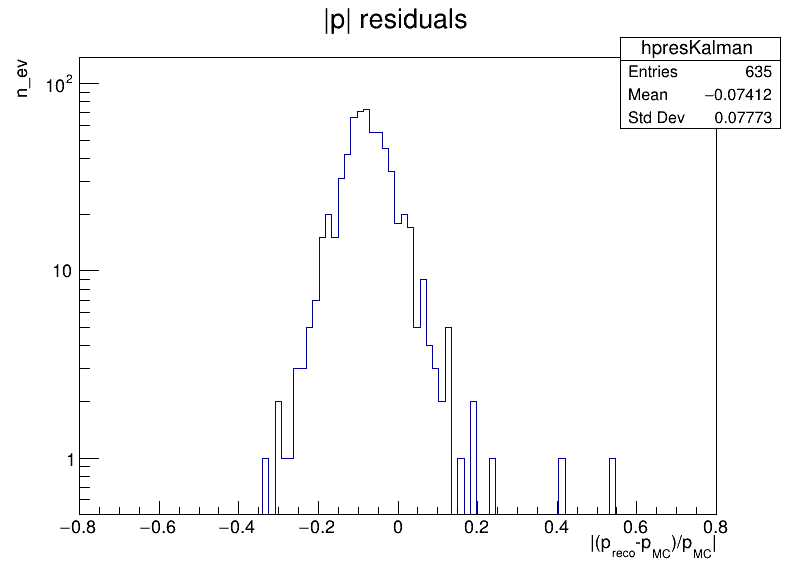 |p| residuals
hpresKalman
Entries 635
Mean −0.07412
Std Dev 0.07773
n_ev
10²
10
1
−0.8 −0.6 −0.4 −0.2 0 0.2 0.4 0.6 0.8
|(p_reco-p_MC)/p_MC|